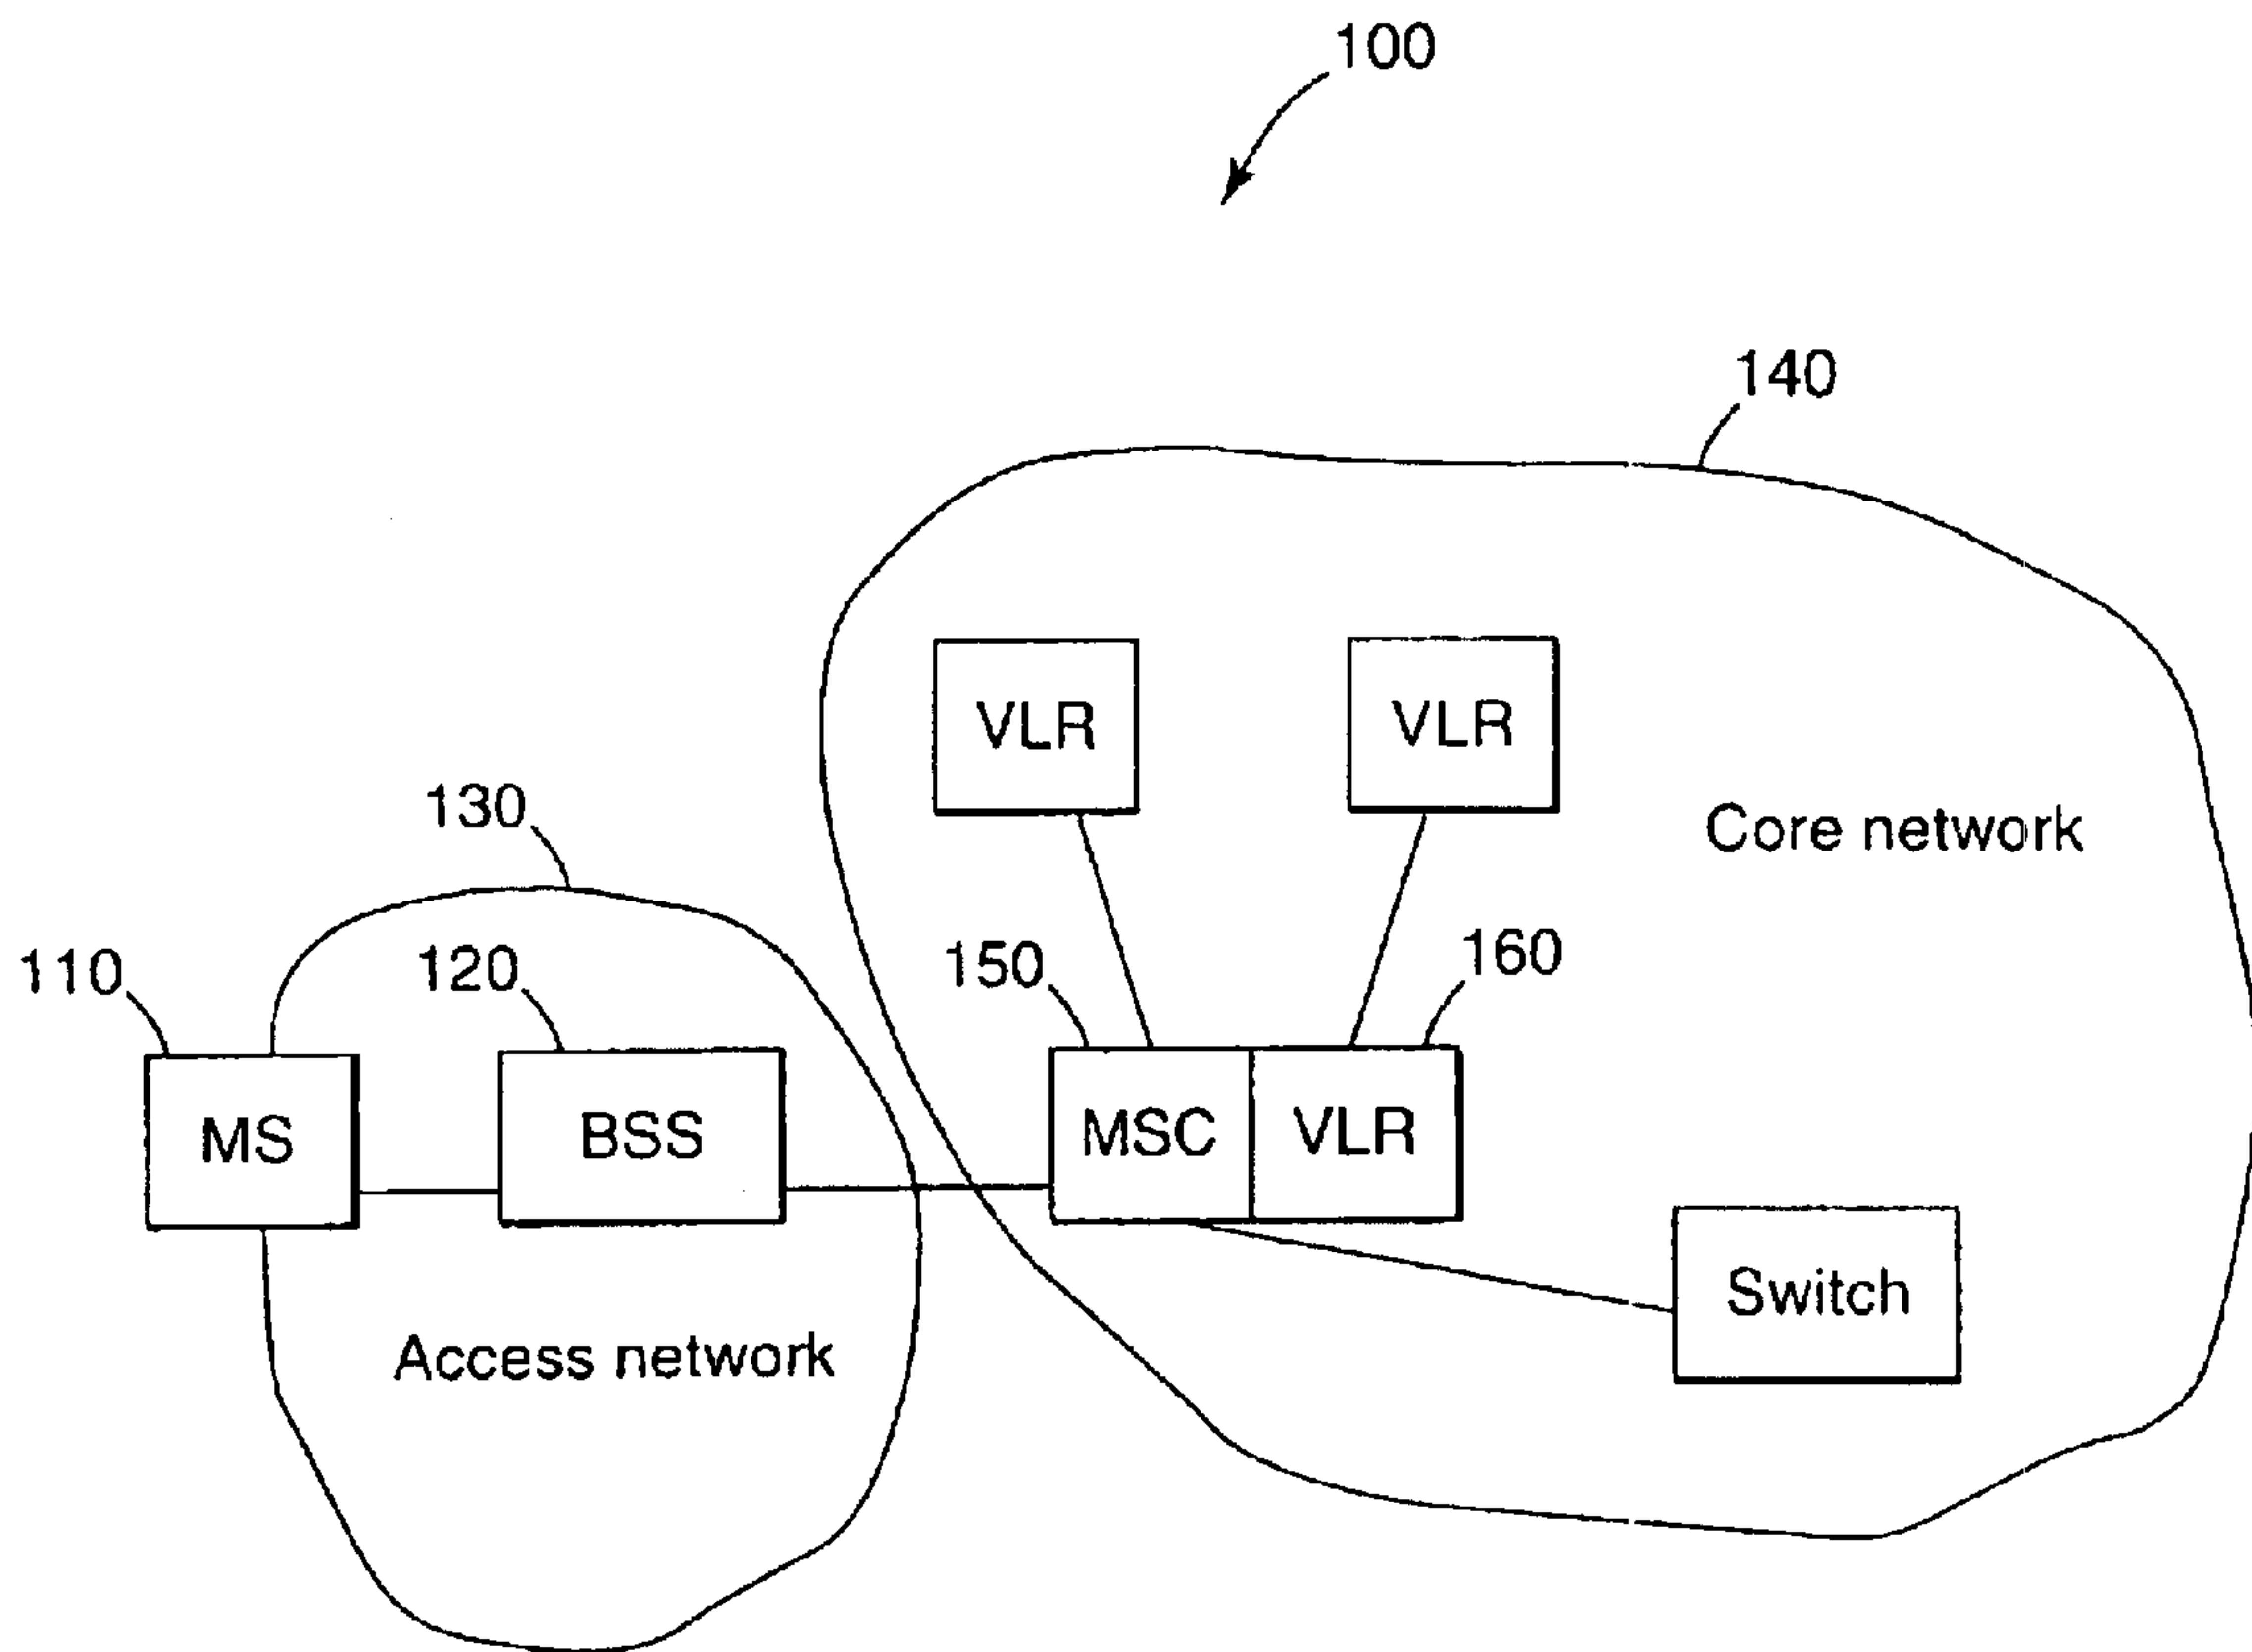 100
140
VLR
VLR
Core network
130
110
120
150
160
MS
BSS
MSC
VLR
Switch
Access network